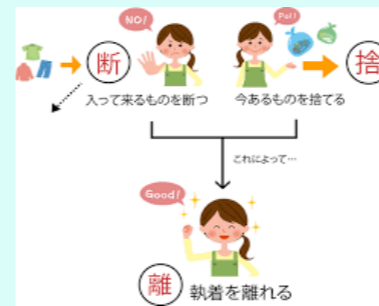 NO!
断
入って来るものを断つ
Poi!
捨
今あるものを捨てる
これによって…
Good!
離
執着を離れる